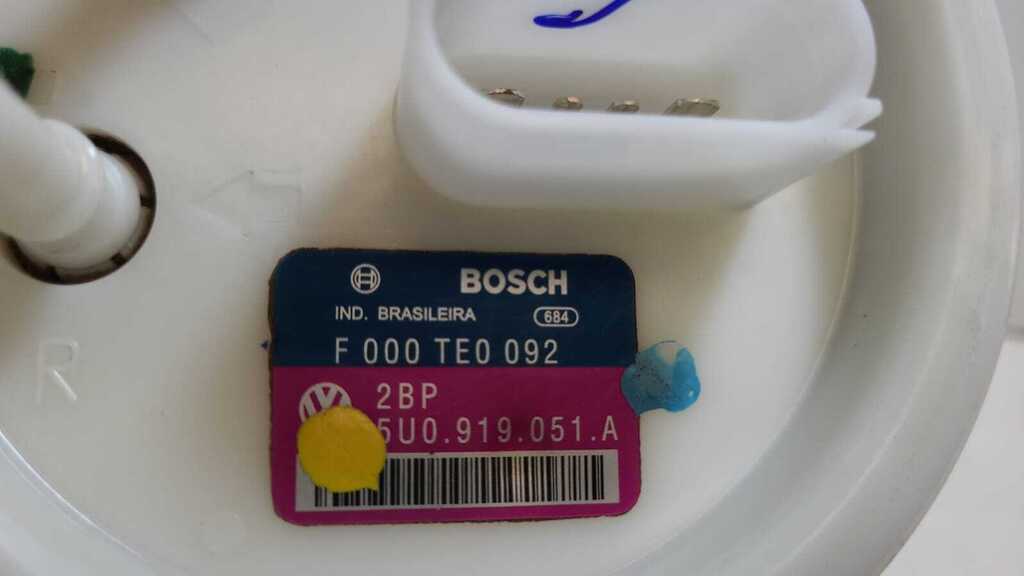 BOSCH
IND. BRASILEIRA 684
F 000 TE0 092
2BP
5U0.919.051.A
R